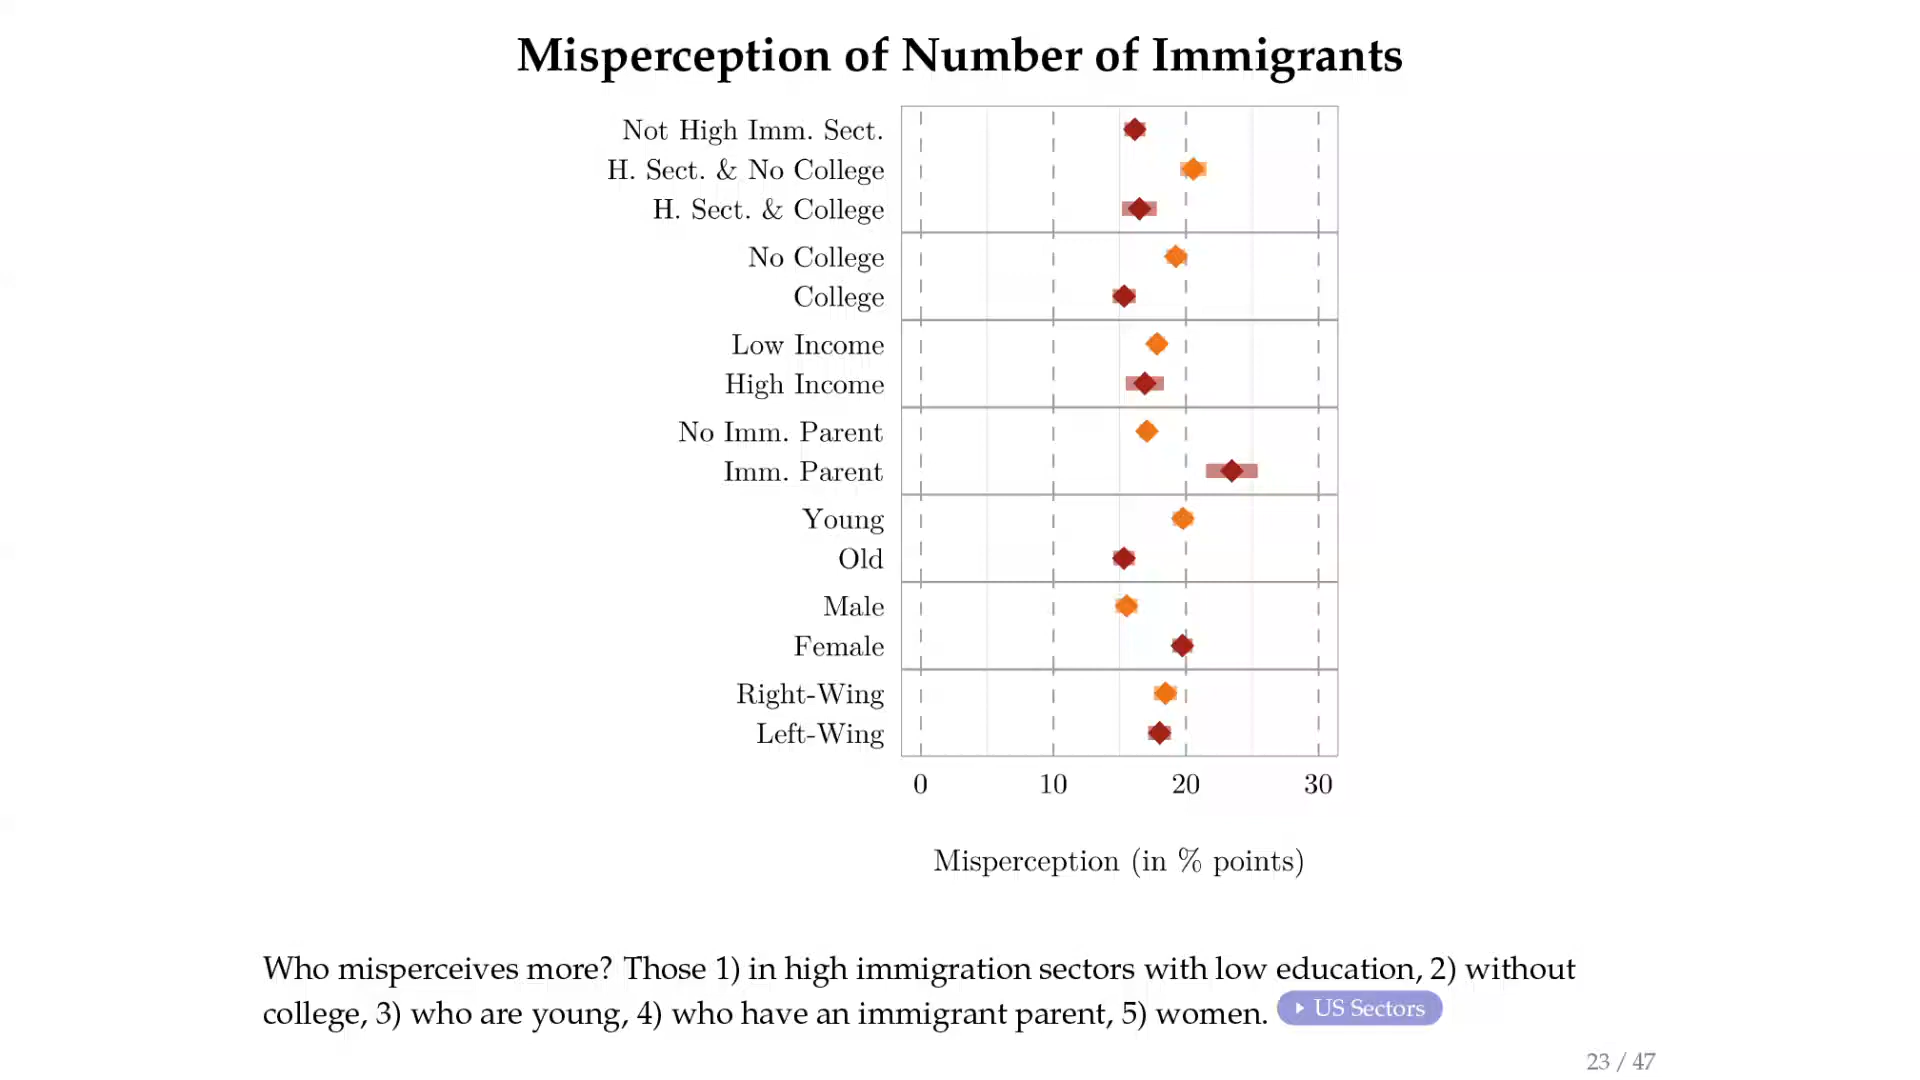 Misperception of Number of Immigrants
Not High Imm. Sect.
H. Sect. & No College
H. Sect. & College
No College
College
Low Income
High Income
No Imm. Parent
Imm. Parent
Young
Old
Male
Female
Right-Wing
Left-Wing
0 10 20 30
Misperception (in % points)
Who misperceives more? Those 1) in high immigration sectors with low education, 2) without
college, 3) who are young, 4) who have an immigrant parent, 5) women. US Sectors
23 / 47